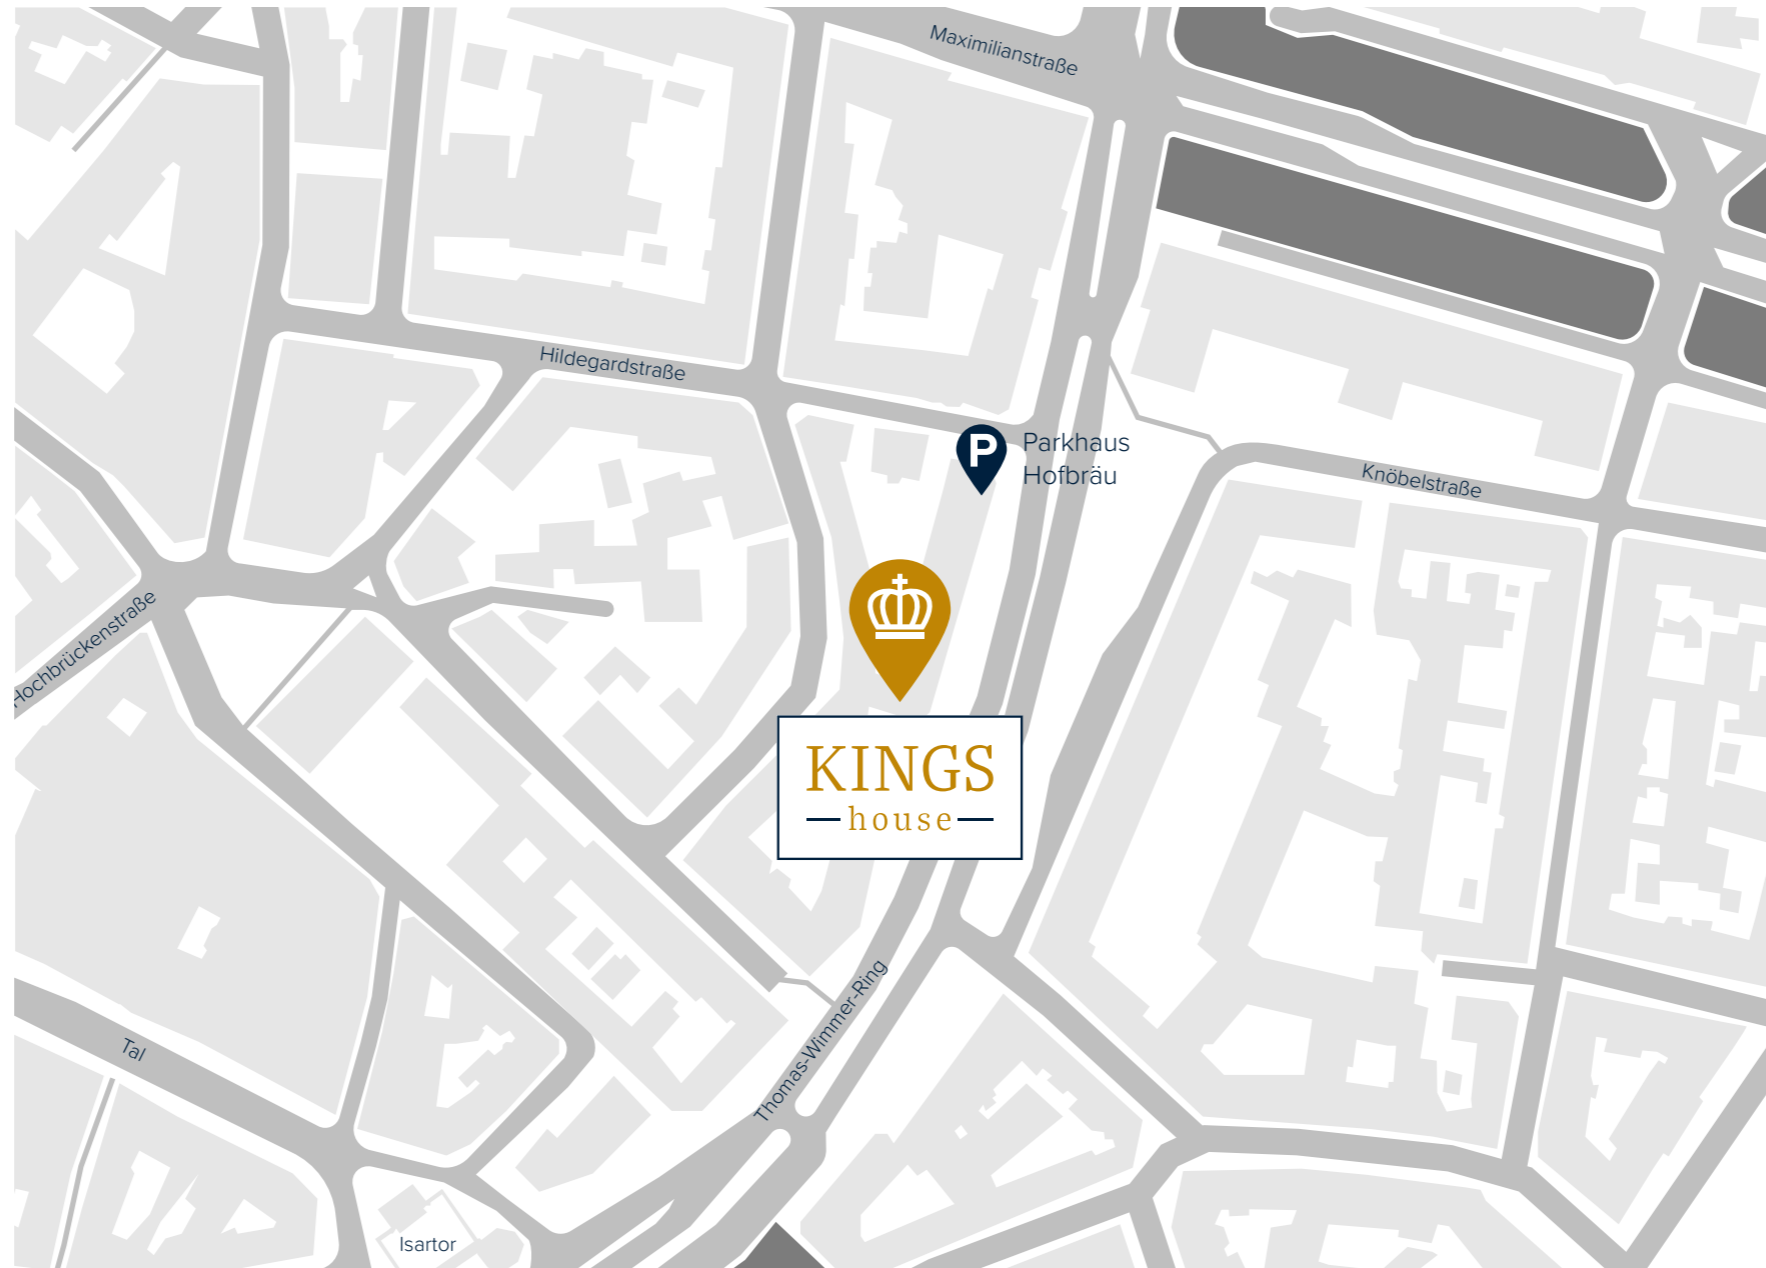 Maximilianstraße
Hildegardstraße
P
Parkhaus
Hofbräu
Knöbelstraße
Hochbrückenstraße
KINGS
house
Thomas-Wimmer-Ring
Tal
Isartor